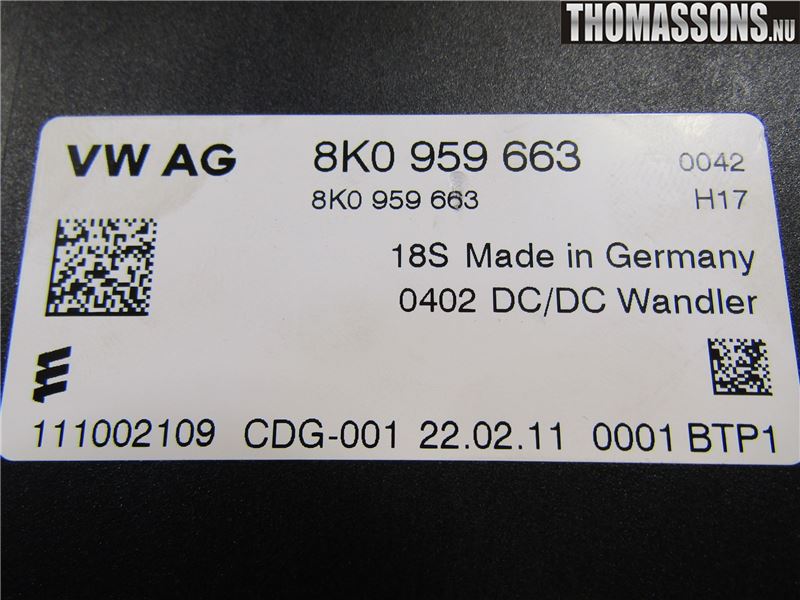 THOMASSONS.NU
VW AG 8K0 959 663 0042
8K0 959 663 H17
18S Made in Germany
0402 DC/DC Wandler
111002109 CDG-001 22.02.11 0001 BTP1